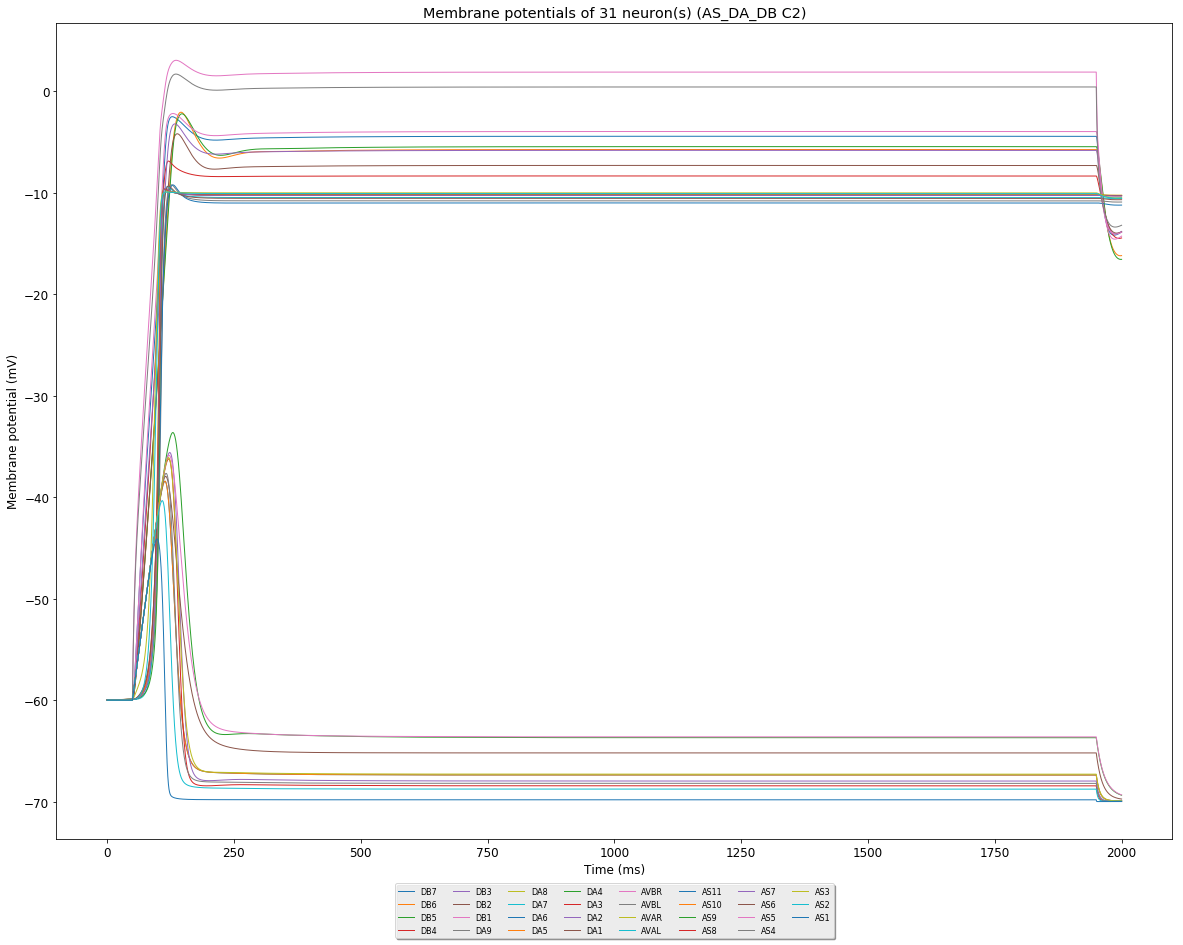 Membrane potentials of 31 neuron(s) (AS_DA_DB C2)
Membrane potential (mV)
0
−10
−20
−30
−40
−50
−60
−70
0 250 500 750 1000 1250 1500 1750 2000
Time (ms)
DB7 DB3 DA8 DA4 AVBR AS11 AS7 AS3
DB6 DB2 DA7 DA3 AVBL AS10 AS6 AS2
DB5 DB1 DA6 DA2 AVAR AS9 AS5 AS1
DB4 DA9 DA5 DA1 AVAL AS8 AS4